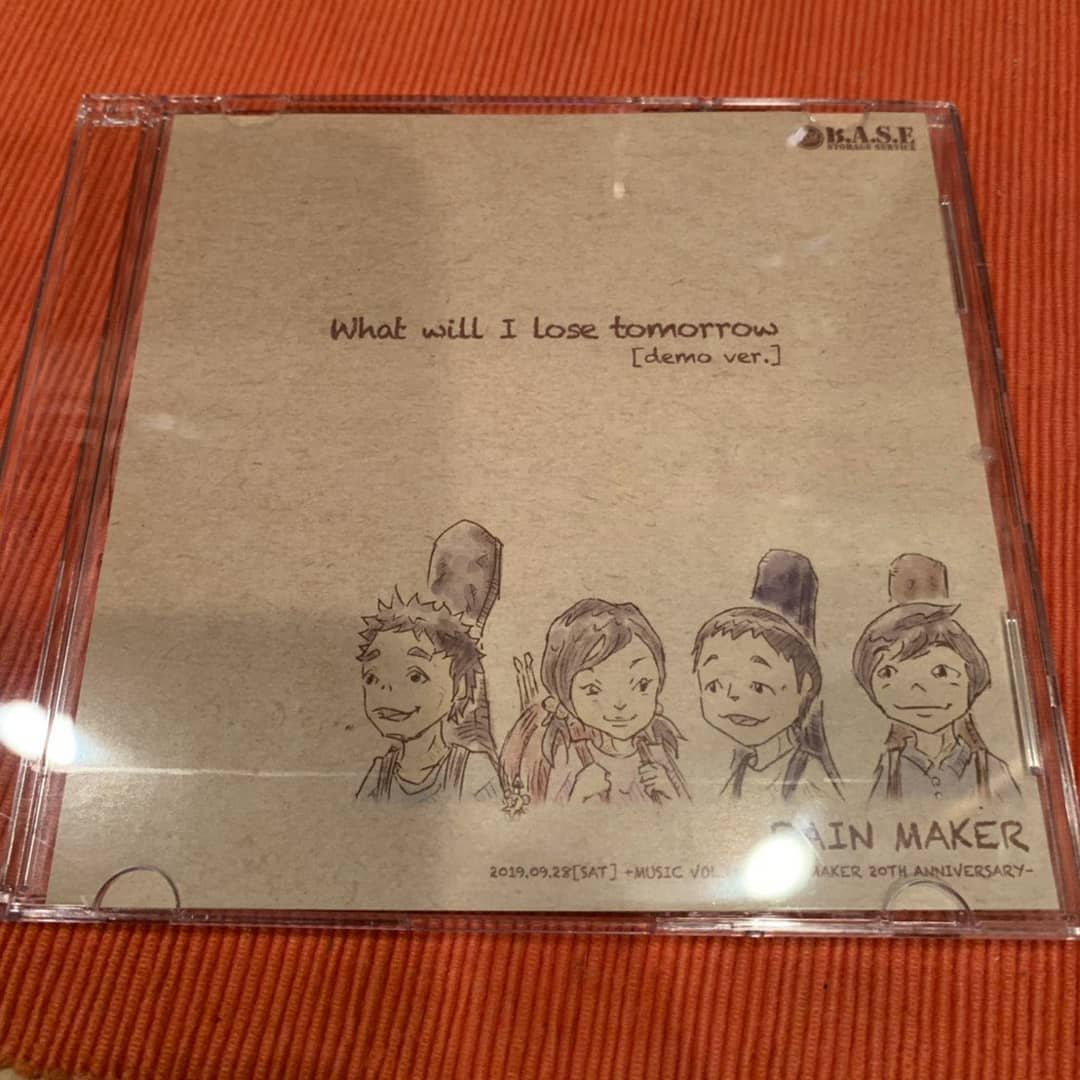 B.A.S.E
STORAGE SERVICE
What will I lose tomorrow
[demo ver.]
MAKER
2019.09.28[SAT] +MUSIC VOL. MAKER 20TH ANNIVERSARY-